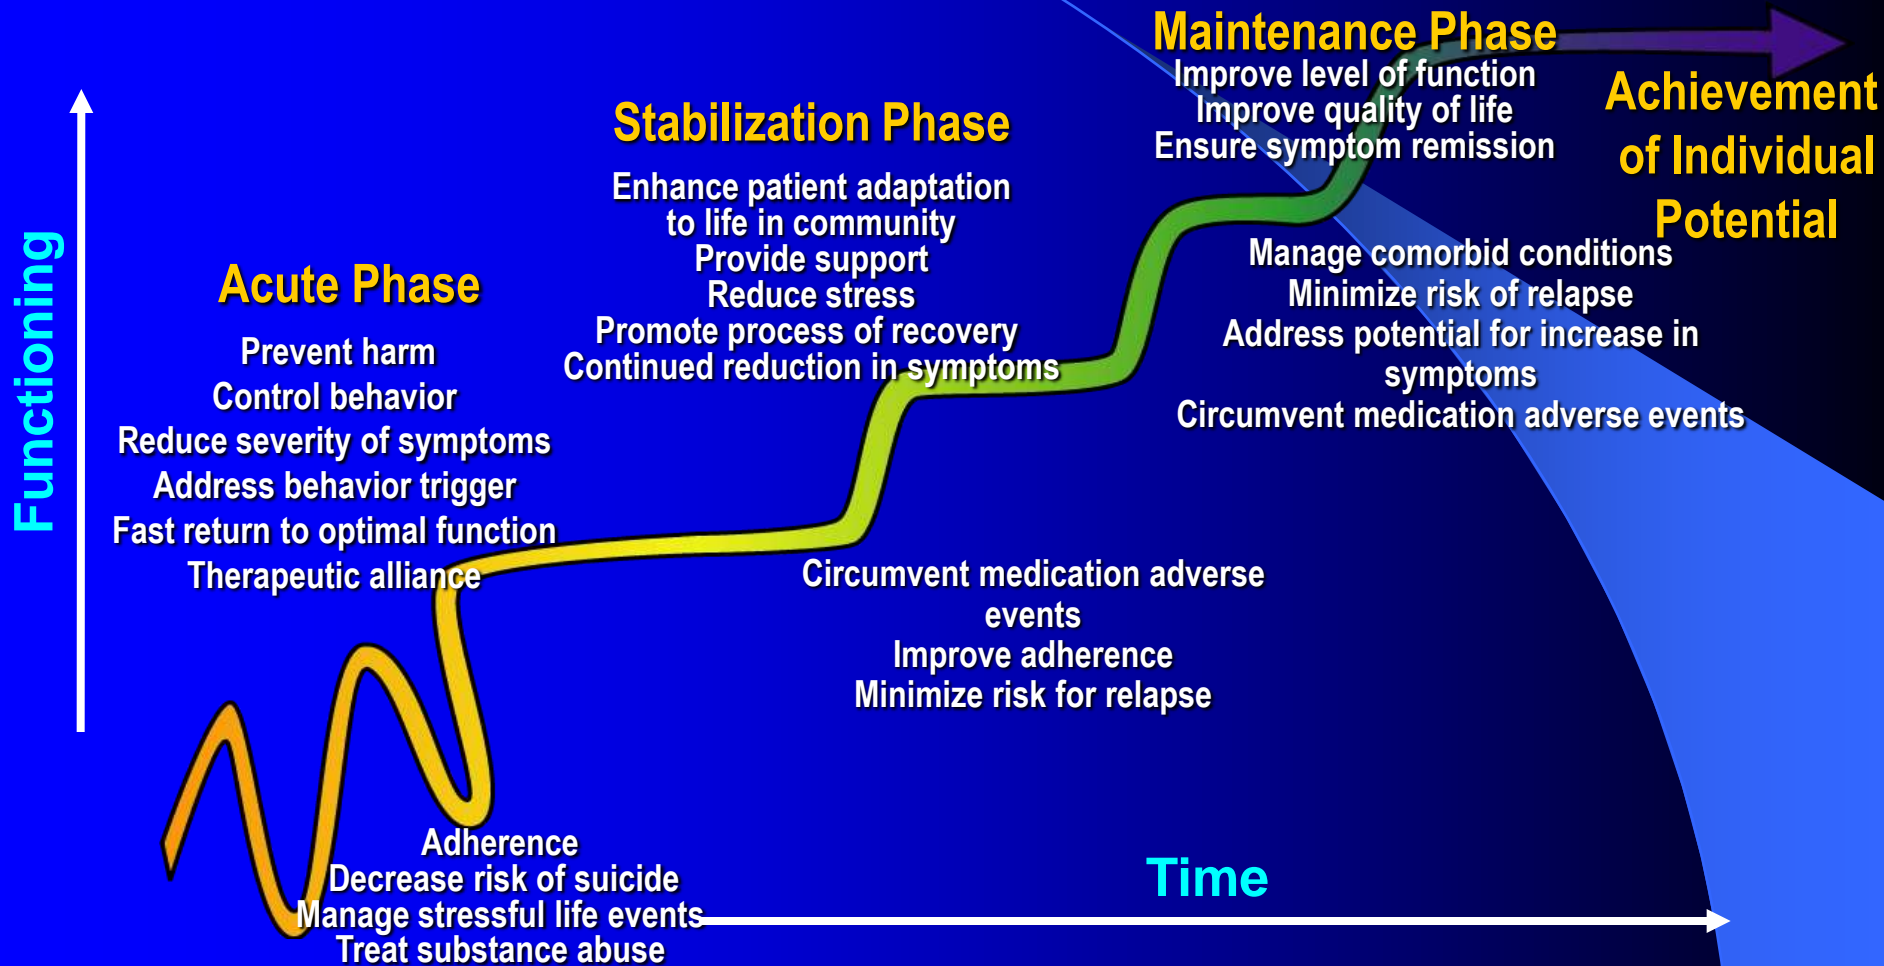 Functioning
Acute Phase
Prevent harm
Control behavior
Reduce severity of symptoms
Address behavior trigger
Fast return to optimal function
Therapeutic alliance
Adherence
Decrease risk of suicide
Manage stressful life events
Treat substance abuse
Stabilization Phase
Enhance patient adaptation
to life in community
Provide support
Reduce stress
Promote process of recovery
Continued reduction in symptoms
Circumvent medication adverse
events
Improve adherence
Minimize risk for relapse
Maintenance Phase
Improve level of function
Improve quality of life
Ensure symptom remission
Manage comorbid conditions
Minimize risk of relapse
Address potential for increase in
symptoms
Circumvent medication adverse events
Achievement
of Individual
Potential
Time